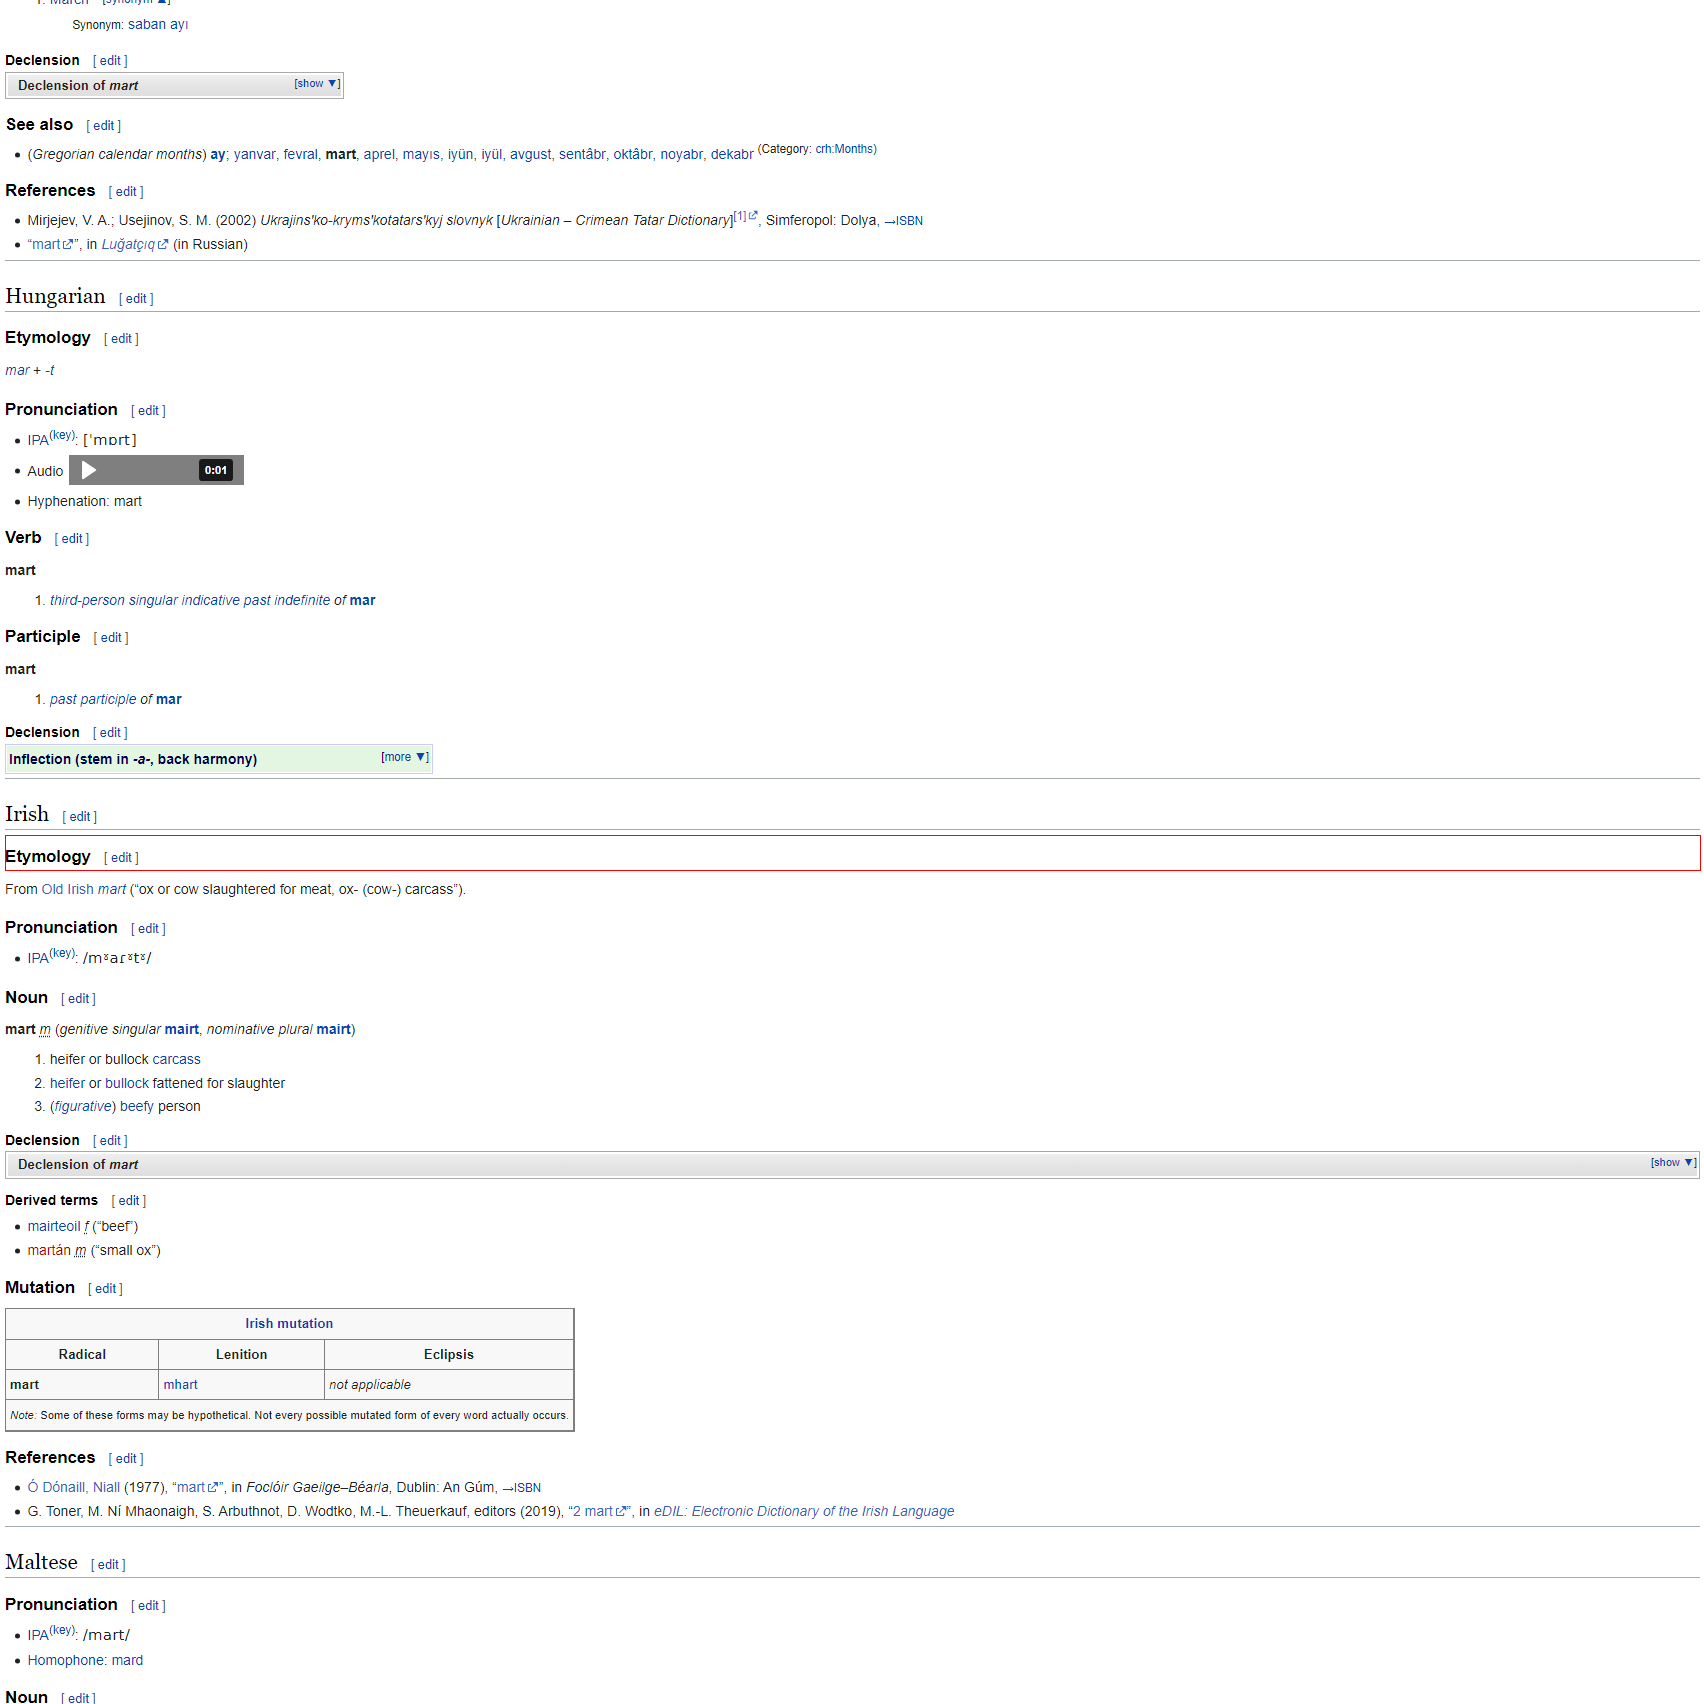 1. March [synonym ▲]
Synonym: saban ayı
Declension [ edit ]
Declension of mart [show ▼]
See also [ edit ]
• (Gregorian calendar months) ay; yanvar, fevral, mart, aprel, mayıs, iyün, iyül, avgust, sentâbr, oktâbr, noyabr, dekabr (Category: crh:Months)
References [ edit ]
• Mirjejev, V. A.; Usejinov, S. M. (2002) Ukrajinsʹko-krymsʹkotatarsʹkyj slovnyk [Ukrainian – Crimean Tatar Dictionary][1], Simferopol: Dolya, →ISBN
• “mart”, in Luğatçıq (in Russian)
Hungarian [ edit ]
Etymology [ edit ]
mar + -t
Pronunciation [ edit ]
• IPA(key): [ˈmɒrt]
• Audio 0:01
• Hyphenation: mart
Verb [ edit ]
mart
1. third-person singular indicative past indefinite of mar
Participle [ edit ]
mart
1. past participle of mar
Declension [ edit ]
Inflection (stem in -a-, back harmony) [more ▼]
Irish [ edit ]
Etymology [ edit ]
From Old Irish mart (“ox or cow slaughtered for meat, ox- (cow-) carcass”).
Pronunciation [ edit ]
• IPA(key): /mˠaɾˠtˠ/
Noun [ edit ]
mart m (genitive singular mairt, nominative plural mairt)
1. heifer or bullock carcass
2. heifer or bullock fattened for slaughter
3. (figurative) beefy person
Declension [ edit ]
Declension of mart [show ▼]
Derived terms [ edit ]
• mairteoil f (“beef”)
• martán m (“small ox”)
Mutation [ edit ]
Irish mutation
Radical Lenition Eclipsis
mart mhart not applicable
Note: Some of these forms may be hypothetical. Not every possible mutated form of every word actually occurs.
References [ edit ]
• Ó Dónaill, Niall (1977), “mart”, in Foclóir Gaeilge–Béarla, Dublin: An Gúm, →ISBN
• G. Toner, M. Ní Mhaonaigh, S. Arbuthnot, D. Wodtko, M.-L. Theuerkauf, editors (2019), “2 mart”, in eDIL: Electronic Dictionary of the Irish Language
Maltese [ edit ]
Pronunciation [ edit ]
• IPA(key): /mart/
• Homophone: mard
Noun [ edit ]